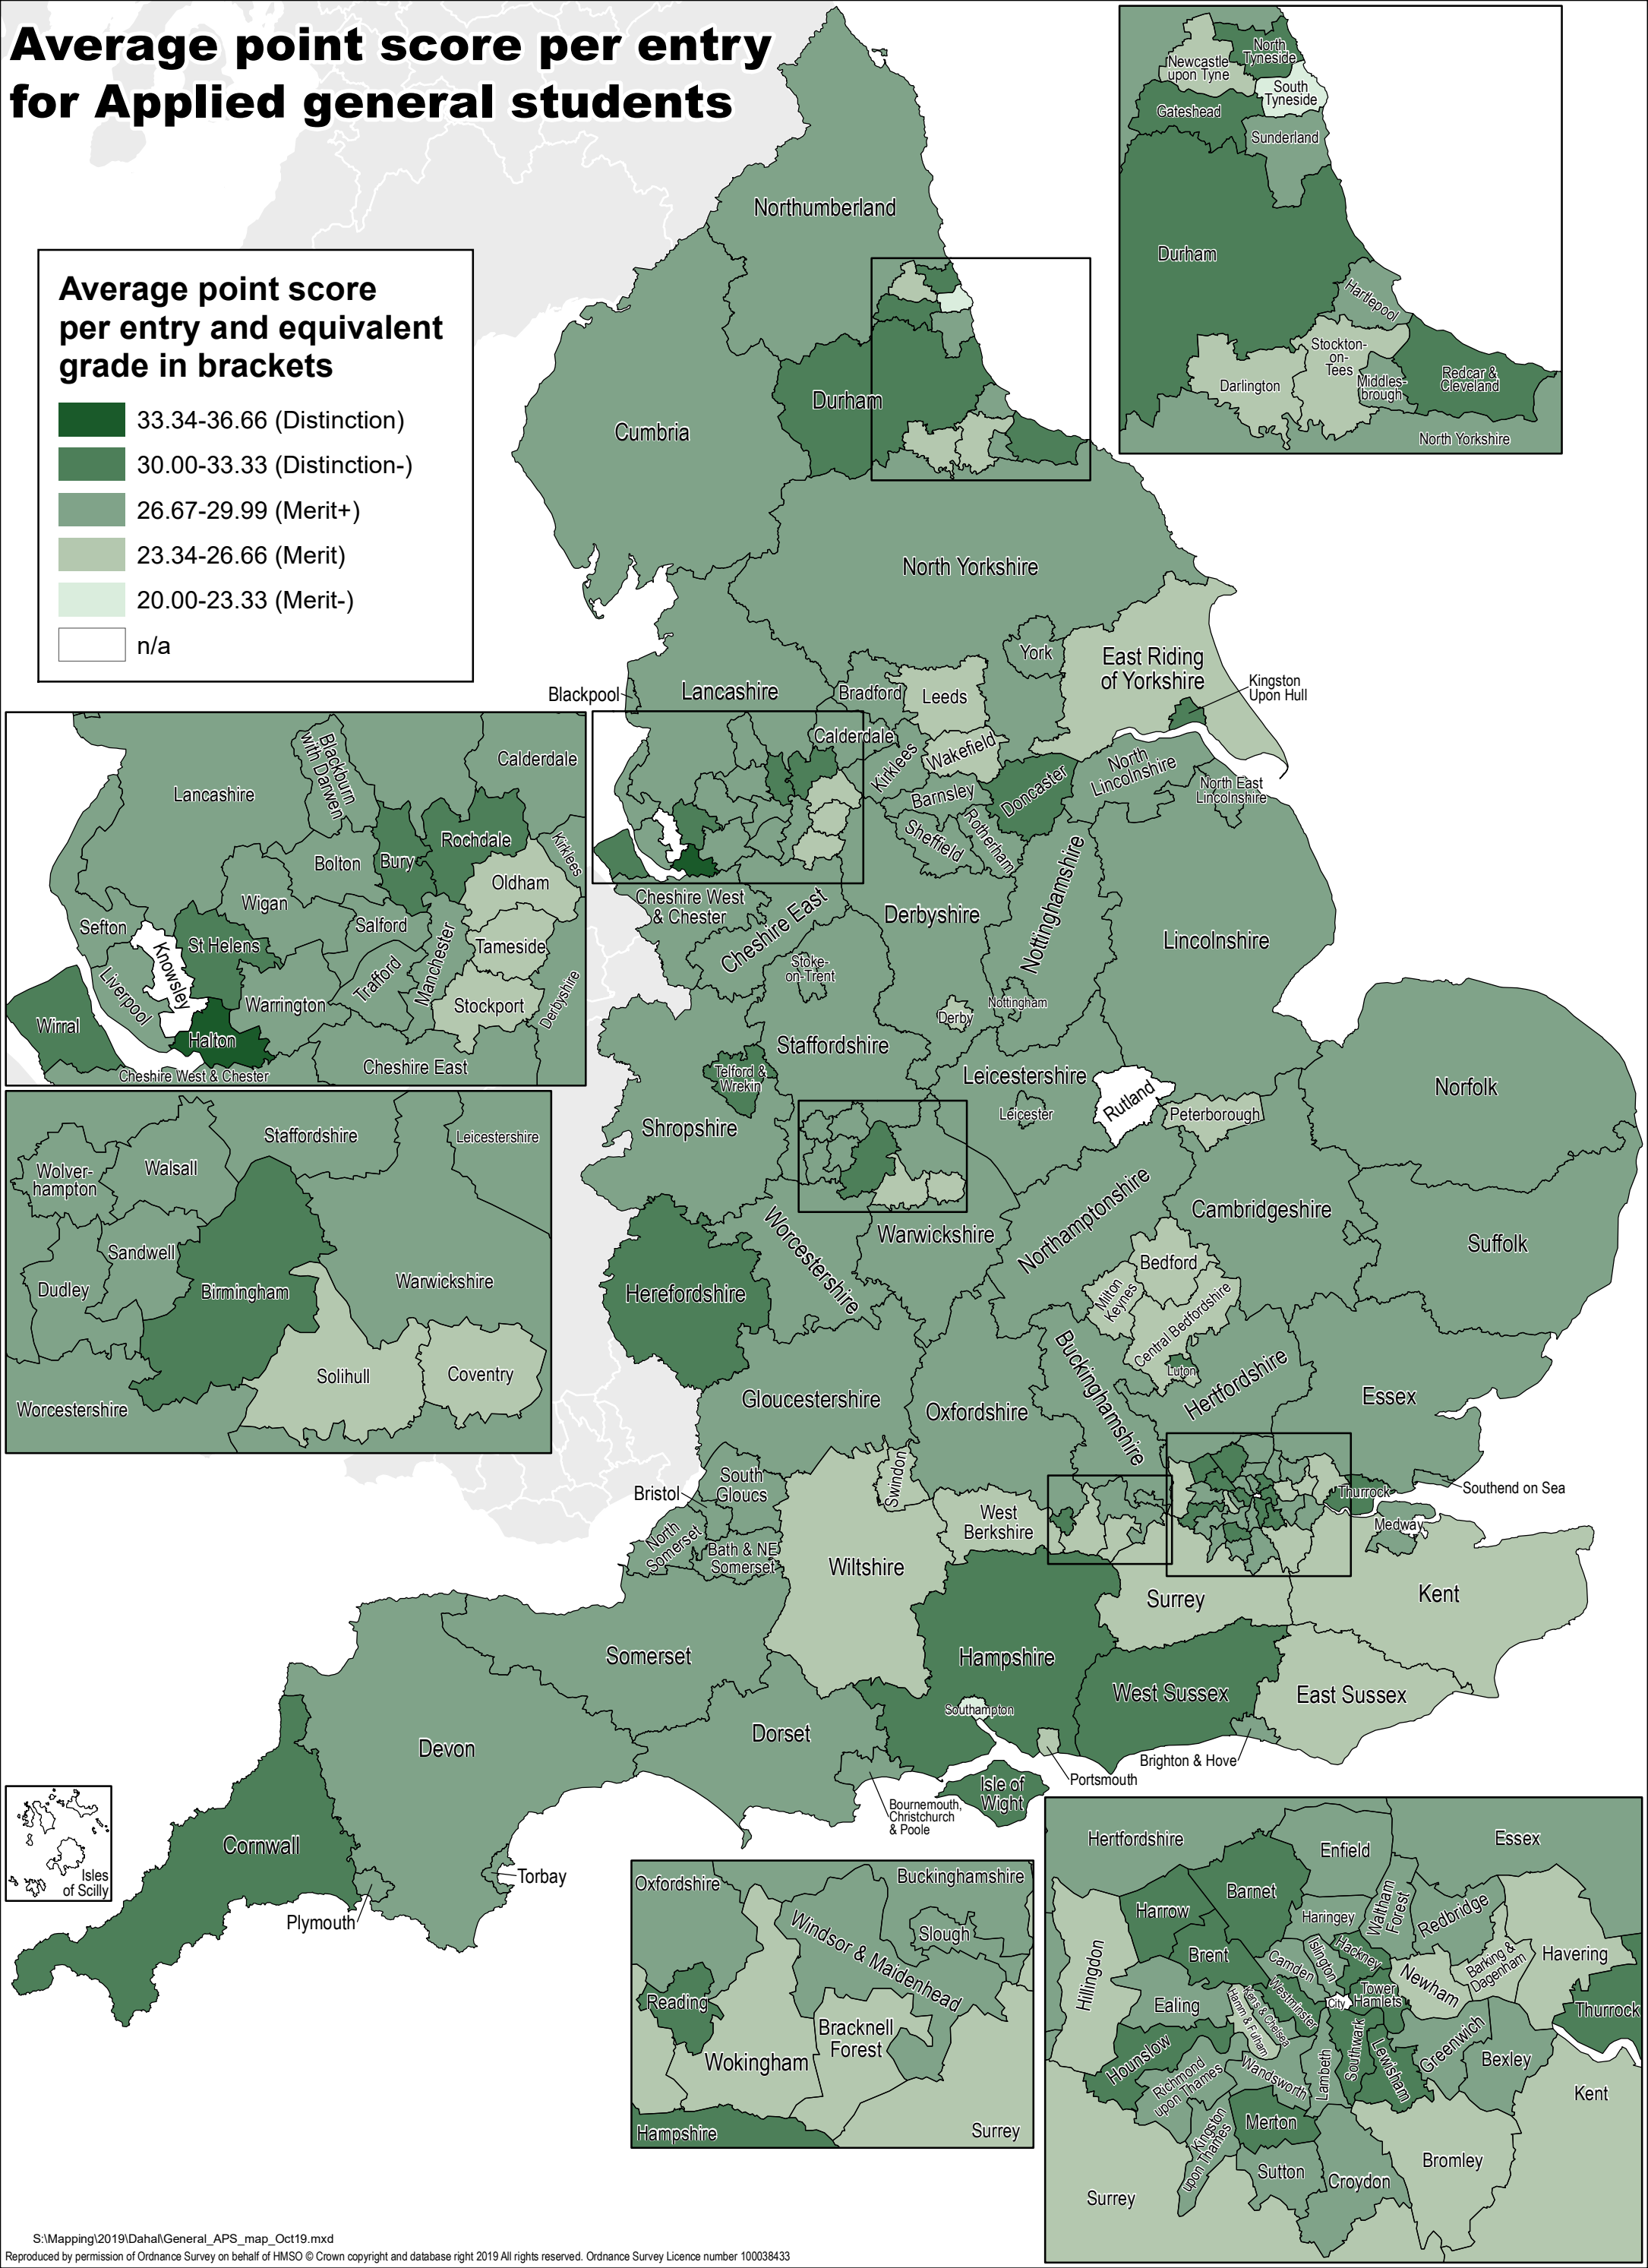 Average point score per entry
for Applied general students
Average point score
per entry and equivalent
grade in brackets
33.34-36.66 (Distinction)
30.00-33.33 (Distinction-)
26.67-29.99 (Merit+)
23.34-26.66 (Merit)
20.00-23.33 (Merit-)
n/a
Newcastle
upon Tyne
North
Tyneside
South
Tyneside
Gateshead
Sunderland
Durham
Hartlepool
Stockton-
on-
Tees
Darlington
Middles-
brough
Redcar &
Cleveland
North Yorkshire
Northumberland
Cumbria
Durham
North Yorkshire
York
East Riding
of Yorkshire
Kingston
Upon Hull
Blackpool
Lancashire
Bradford
Leeds
Calderdale
Kirklees
Wakefield
Barnsley
Doncaster
North
Lincolnshire
North East
Lincolnshire
Sheffield
Rotherham
Cheshire West
& Chester
Cheshire East
Derbyshire
Nottinghamshire
Lincolnshire
Stoke-
on-Trent
Derby
Nottingham
Staffordshire
Telford &
Wrekin
Shropshire
Leicestershire
Leicester
Rutland
Peterborough
Norfolk
Cambridgeshire
Suffolk
Northamptonshire
Warwickshire
Worcestershire
Herefordshire
Bedford
Milton
Keynes
Central Bedfordshire
Luton
Buckinghamshire
Hertfordshire
Essex
Gloucestershire
Oxfordshire
South
Gloucs
Bristol
North
Somerset
Bath & NE
Somerset
Swindon
Wiltshire
West
Berkshire
Thurrock
Southend on Sea
Medway
Kent
Surrey
Hampshire
West Sussex
East Sussex
Southampton
Portsmouth
Brighton & Hove
Isle of
Wight
Somerset
Dorset
Bournemouth,
Christchurch
& Poole
Devon
Torbay
Plymouth
Cornwall
Isles
of Scilly
Lancashire
Blackburn
with Darwen
Calderdale
Rochdale
Bury
Bolton
Kirklees
Oldham
Wigan
Salford
Sefton
St Helens
Knowsley
Liverpool
Manchester
Trafford
Tameside
Warrington
Stockport
Derbyshire
Wirral
Halton
Cheshire West & Chester
Cheshire East
Staffordshire
Leicestershire
Wolver-
hampton
Walsall
Sandwell
Dudley
Birmingham
Warwickshire
Solihull
Coventry
Worcestershire
Oxfordshire
Buckinghamshire
Slough
Windsor & Maidenhead
Reading
Wokingham
Bracknell
Forest
Hampshire
Surrey
Hertfordshire
Enfield
Essex
Barnet
Harrow
Haringey
Waltham
Forest
Redbridge
Brent
Camden
Islington
Hackney
Hillingdon
Newham
Barking &
Dagenham
Havering
Ealing
Hamm & Fulham
Kens & Chelsea
Westminster
City
Tower
Hamlets
Thurrock
Hounslow
Richmond
upon Thames
Wandsworth
Lambeth
Southwark
Lewisham
Greenwich
Bexley
Kent
Kingston
upon Thames
Merton
Sutton
Croydon
Bromley
Surrey
S:\Mapping\2019\Dahal\General_APS_map_Oct19.mxd
Reproduced by permission of Ordnance Survey on behalf of HMSO © Crown copyright and database right 2019 All rights reserved. Ordnance Survey Licence number 100038433